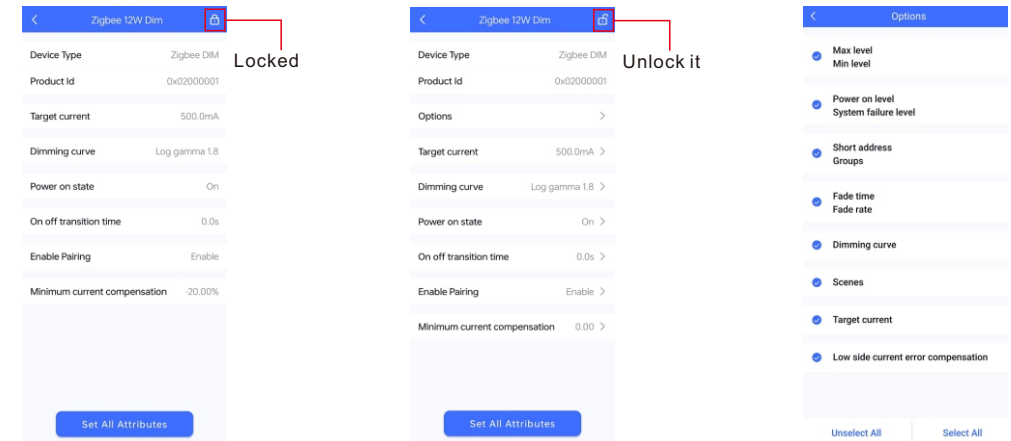 Zigbee 12W Dim
Locked
Device Type Zigbee DIM
Product Id 0x02000001
Target current 500.0mA
Dimming curve Log gamma 1.8
Power on state On
On off transition time 0.0s
Enable Pairing Enable
Minimum current compensation -20.00%
Set All Attributes
Zigbee 12W Dim
Unlock it
Device Type Zigbee DIM
Product Id 0x02000001
Options
Target current 500.0mA
Dimming curve Log gamma 1.8
Power on state On
On off transition time 0.0s
Enable Pairing Enable
Minimum current compensation 0.00
Set All Attributes
Options
Max level
Min level
Power on level
System failure level
Short address
Groups
Fade time
Fade rate
Dimming curve
Scenes
Target current
Low side current error compensation
Unselect All Select All